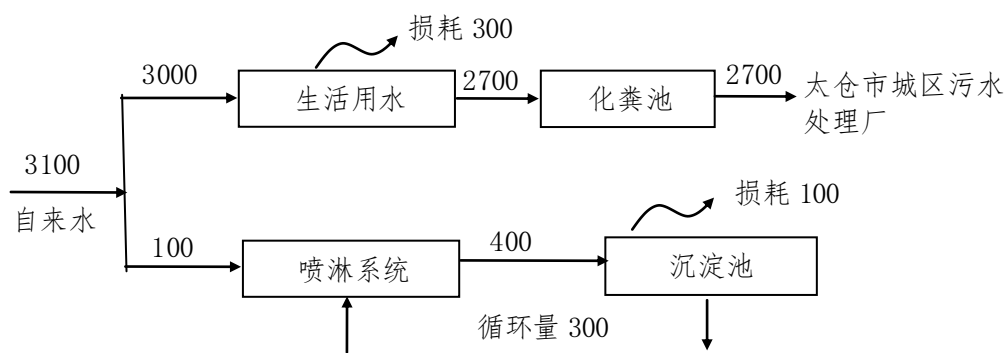 损耗 300
3000
生活用水
2700
化粪池
2700
太仓市城区污水
处理厂
3100
自来水
损耗 100
100
喷淋系统
400
沉淀池
循环量 300